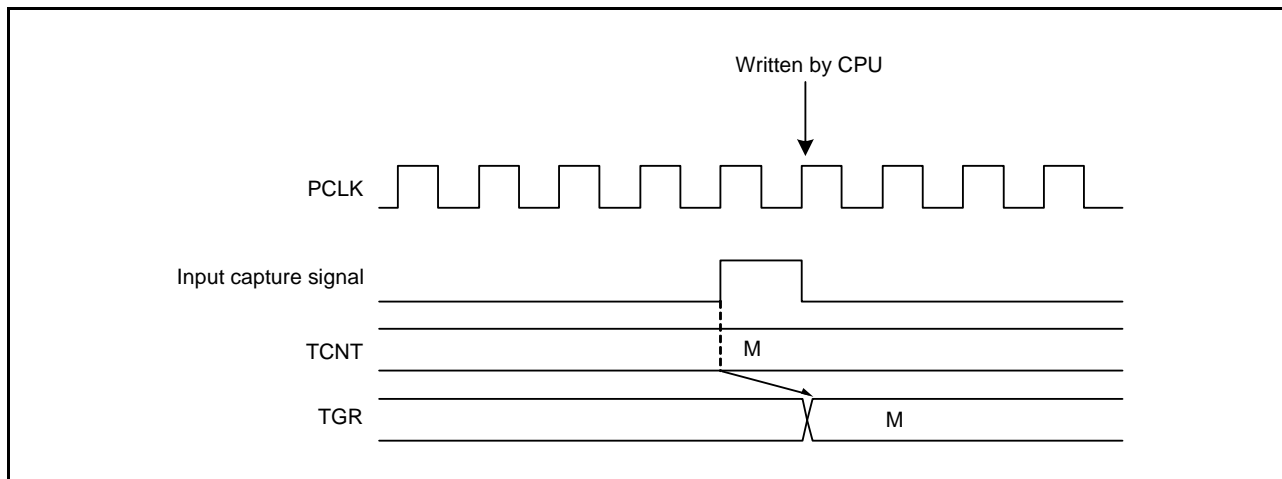 Written by CPU
PCLK
Input capture signal
TCNT
M
TGR
M